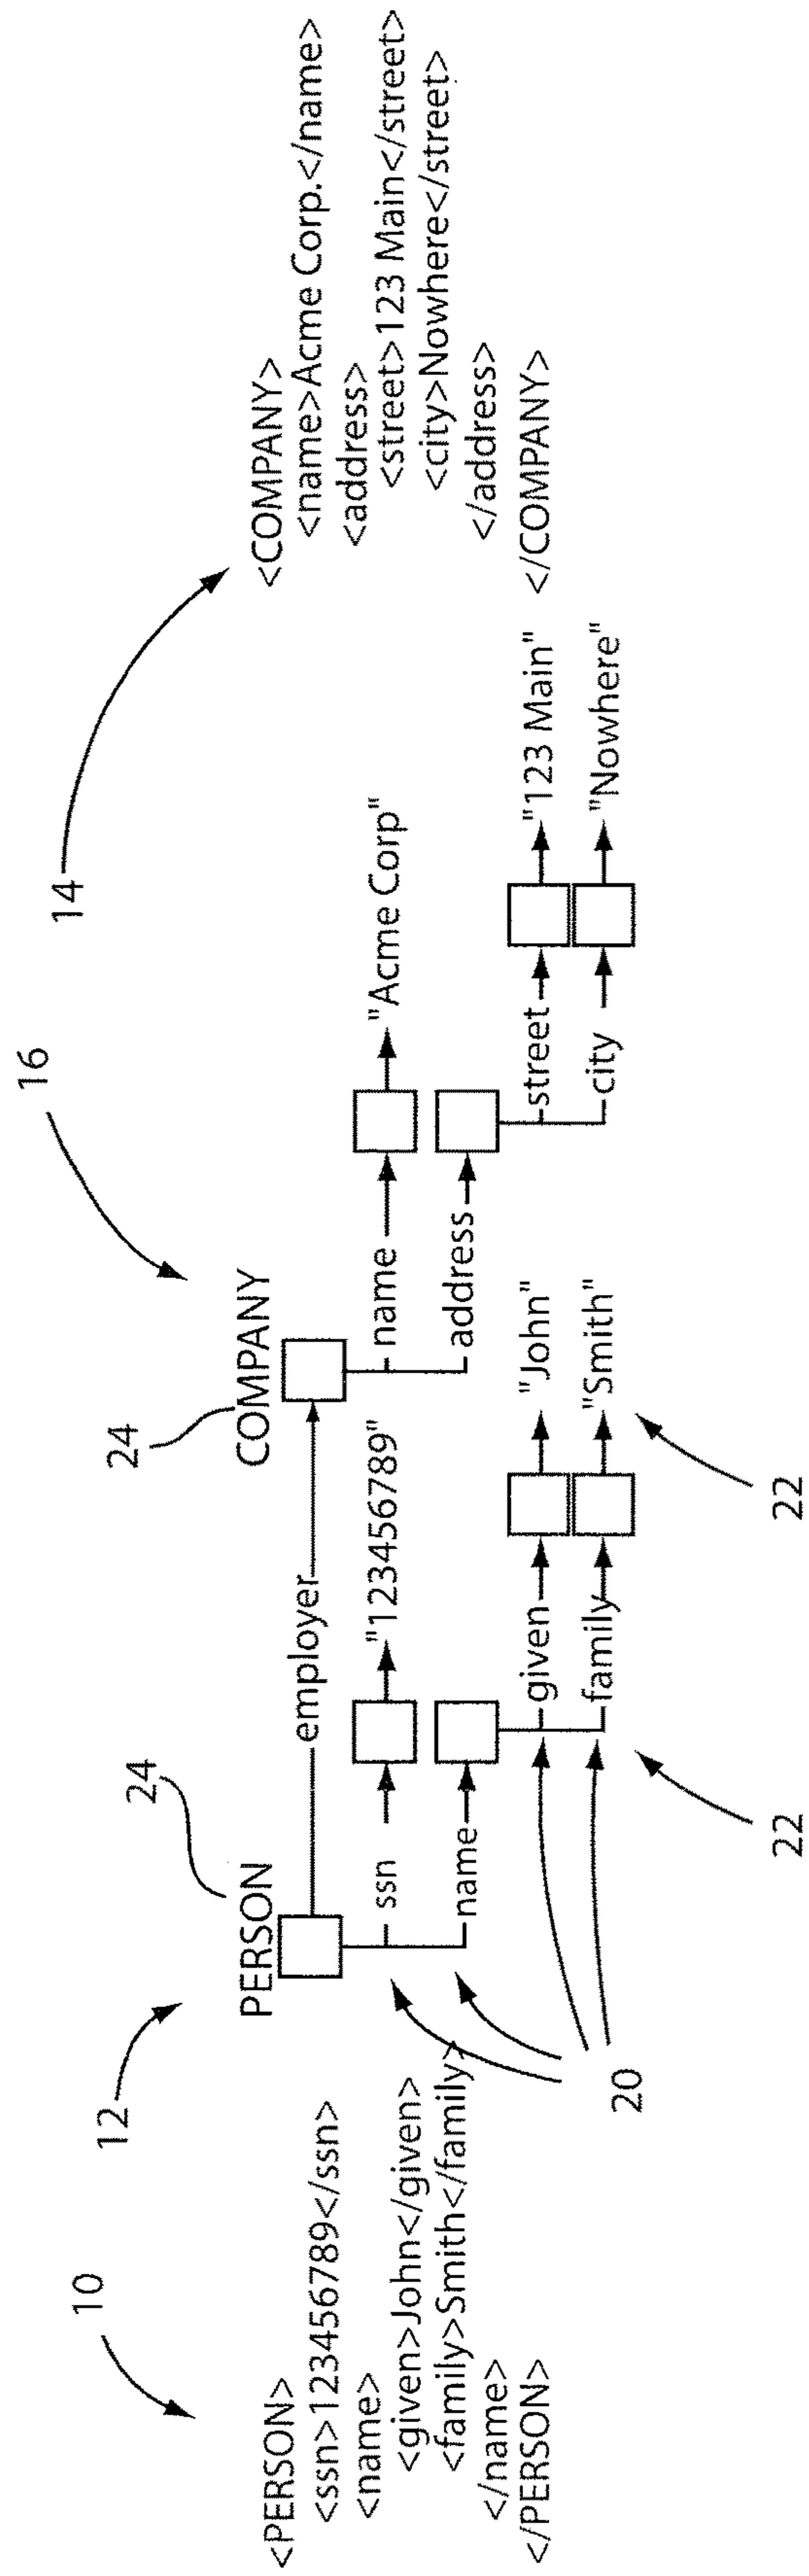 10
<PERSON>
<ssn>123456789</ssn>
<name>
<given>John</given>
<family>Smith</family>
</name>
</PERSON>
12
24
PERSON
employer
ssn
"123456789"
name
given
"John"
family
"Smith"
20
22
22
16
24
COMPANY
name
"Acme Corp"
address
street
"123 Main"
city
"Nowhere"
14
<COMPANY>
<name>Acme Corp.</name>
<address>
<street>123 Main</street>
<city>Nowhere</street>
</address>
</COMPANY>